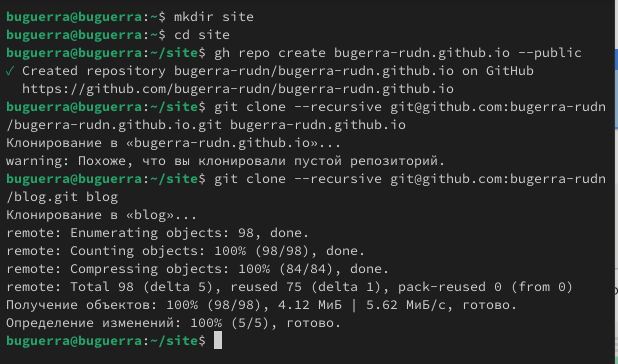 buguerra@buguerra:~$ mkdir site
buguerra@buguerra:~$ cd site
buguerra@buguerra:~/site$ gh repo create bugerra-rudn.github.io --public
✓ Created repository bugerra-rudn/bugerra-rudn.github.io on GitHub
  https://github.com/bugerra-rudn/bugerra-rudn.github.io
buguerra@buguerra:~/site$ git clone --recursive git@github.com:bugerra-rudn
/bugerra-rudn.github.io.git bugerra-rudn.github.io
Клонирование в «bugerra-rudn.github.io»...
warning: Похоже, что вы клонировали пустой репозиторий.
buguerra@buguerra:~/site$ git clone --recursive git@github.com:bugerra-rudn
/blog.git blog
Клонирование в «blog»...
remote: Enumerating objects: 98, done.
remote: Counting objects: 100% (98/98), done.
remote: Compressing objects: 100% (84/84), done.
remote: Total 98 (delta 5), reused 75 (delta 1), pack-reused 0 (from 0)
Получение объектов: 100% (98/98), 4.12 МиБ | 5.62 МиБ/с, готово.
Определение изменений: 100% (5/5), готово.
buguerra@buguerra:~/site$